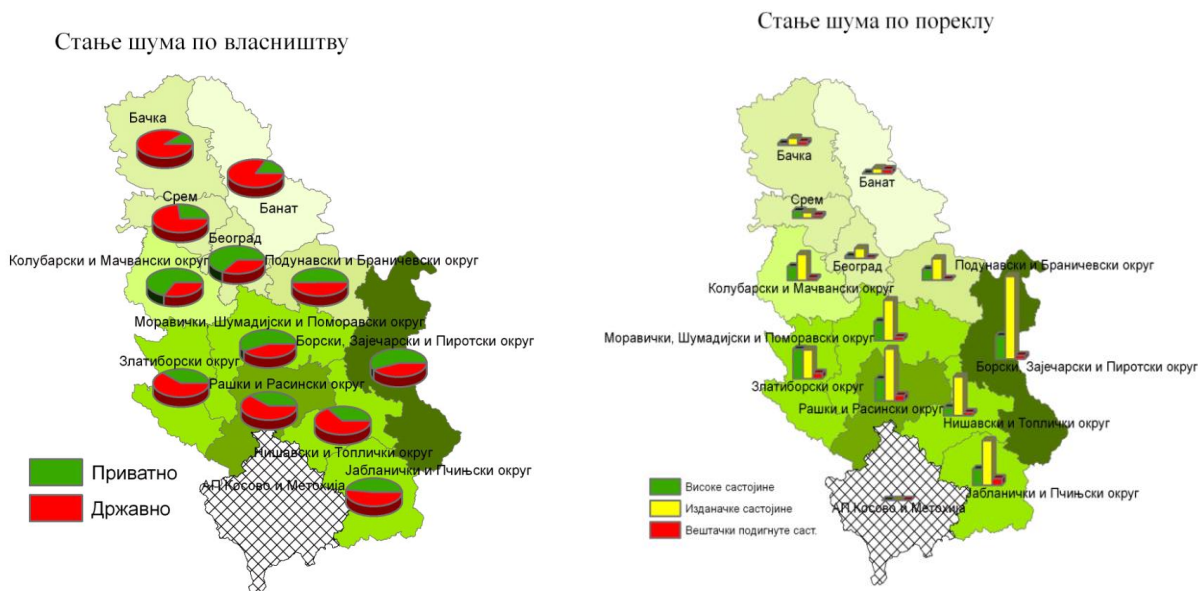 Стање шума по власништву
Бачка
Банат
Срем
Београд
Колубарски и Мачвански округ
Подунавски и Браничевски округ
Моравички, Шумадијски и Поморавски округ
Борски, Зајечарски и Пиротски округ
Златиборски округ
Рашки и Расински округ
Нишавски и Топлички округ
Јабланички и Пчињски округ
АП Косово и Метохија
Приватно
Државно
Стање шума по пореклу
Бачка
Банат
Срем
Београд
Подунавски и Браничевски округ
Колубарски и Мачвански округ
Моравички, Шумадијски и Поморавски округ
Борски, Зајечарски и Пиротски округ
Златиборски округ
Рашки и Расински округ
Нишавски и Топлички округ
Јабланички и Пчињски округ
АП Косово и Метохија
Високе састојине
Изданачке састојине
Вештачки подигнуте саст.